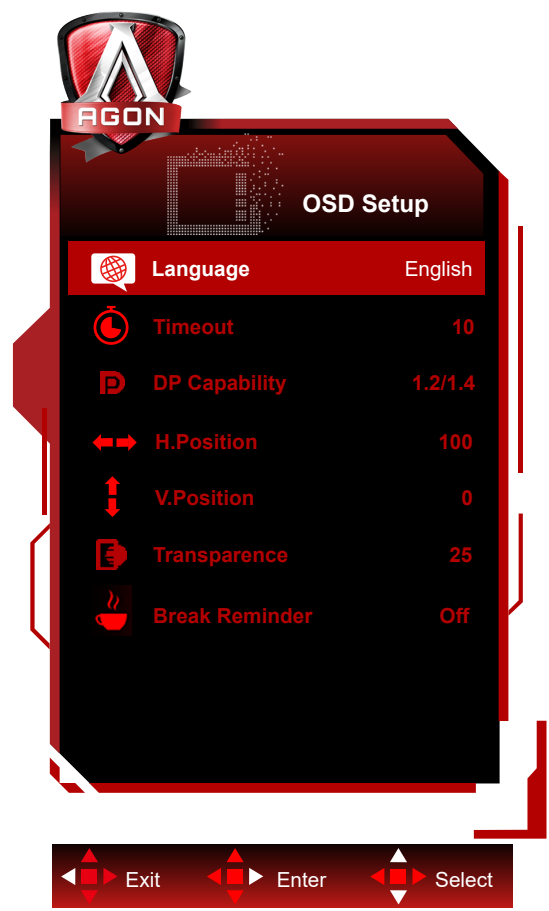 AGON
OSD Setup
Language English
Timeout 10
DP Capability 1.2/1.4
H.Position 100
V.Position 0
Transparence 25
Break Reminder Off
Exit Enter Select